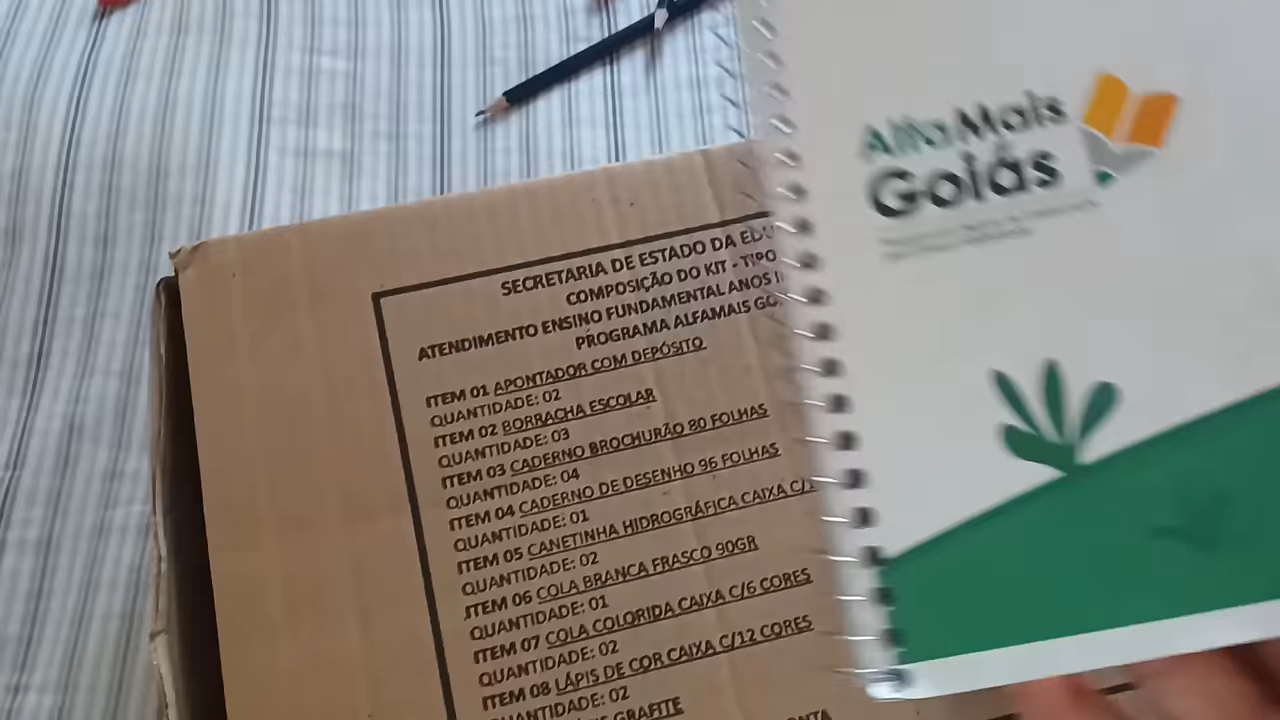 AlfaMais
Goiás
SECRETARIA DE ESTADO DA
COMPOSIÇÃO DO KIT - TIPO
ATENDIMENTO ENSINO FUNDAMENTAL ANOS
PROGRAMA ALFAMAIS
ITEM 01 APONTADOR COM DEPÓSITO
QUANTIDADE: 02
ITEM 02 BORRACHA ESCOLAR
QUANTIDADE: 03
ITEM 03 CADERNO BROCHURÃO 80 FOLHAS
QUANTIDADE: 04
ITEM 04 CADERNO DE DESENHO 96 FOLHAS
QUANTIDADE: 01
ITEM 05 CANETINHA HIDROGRÁFICA CAIXA
QUANTIDADE: 02
ITEM 06 COLA BRANCA FRASCO 90GR
QUANTIDADE: 01
ITEM 07 COLA COLORIDA CAIXA C/6 CORES
QUANTIDADE: 02
ITEM 08 LÁPIS DE COR CAIXA C/12 CORES
QUANTIDADE: 02
GRAFITE